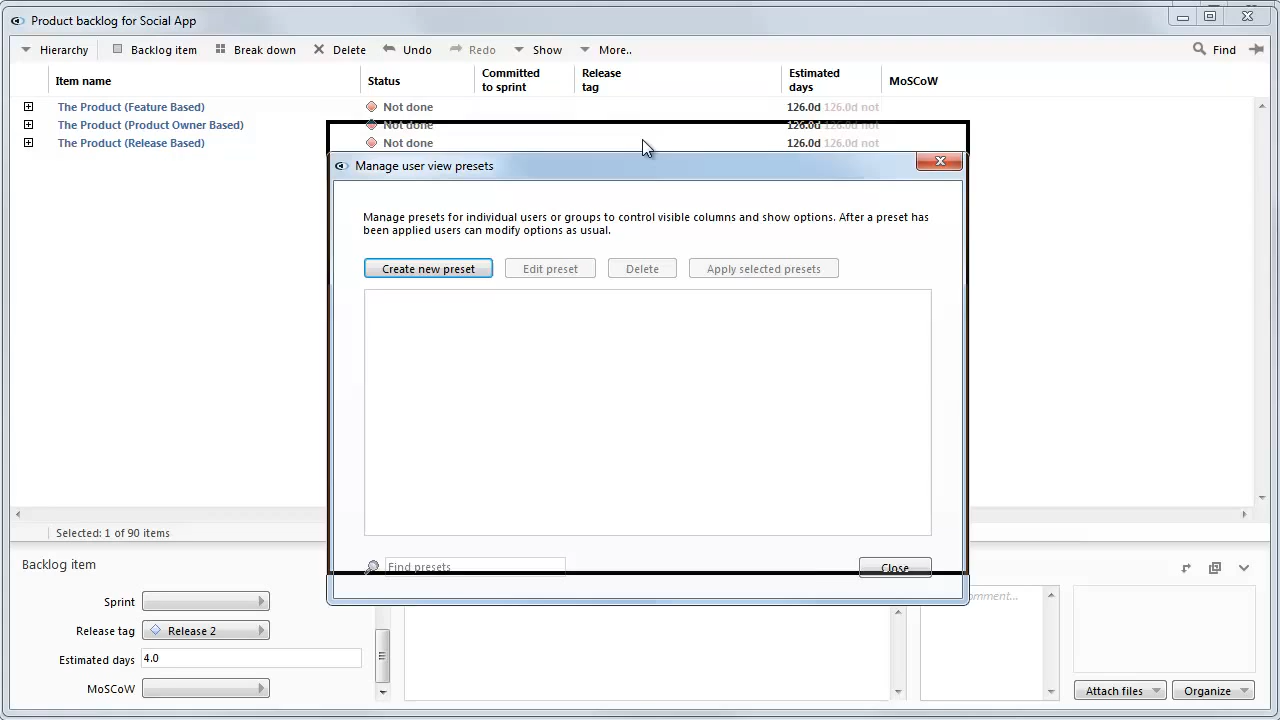 Product backlog for Social App
Hierarchy Backlog item Break down Delete Undo Redo Show More.. Find
Item name Status Committed to sprint Release tag Estimated days MoSCoW
The Product (Feature Based) Not done 126.0d 126.0d not
The Product (Product Owner Based) Not done 126.0d 126.0d not
The Product (Release Based) Not done 126.0d 126.0d not
Manage user view presets
Manage presets for individual users or groups to control visible columns and show options. After a preset has
been applied users can modify options as usual.
Create new preset Edit preset Delete Apply selected presets
Find presets Close
Selected: 1 of 90 items
Backlog item
Sprint
Release tag Release 2
Estimated days 4.0
MoSCoW
Attach files Organize